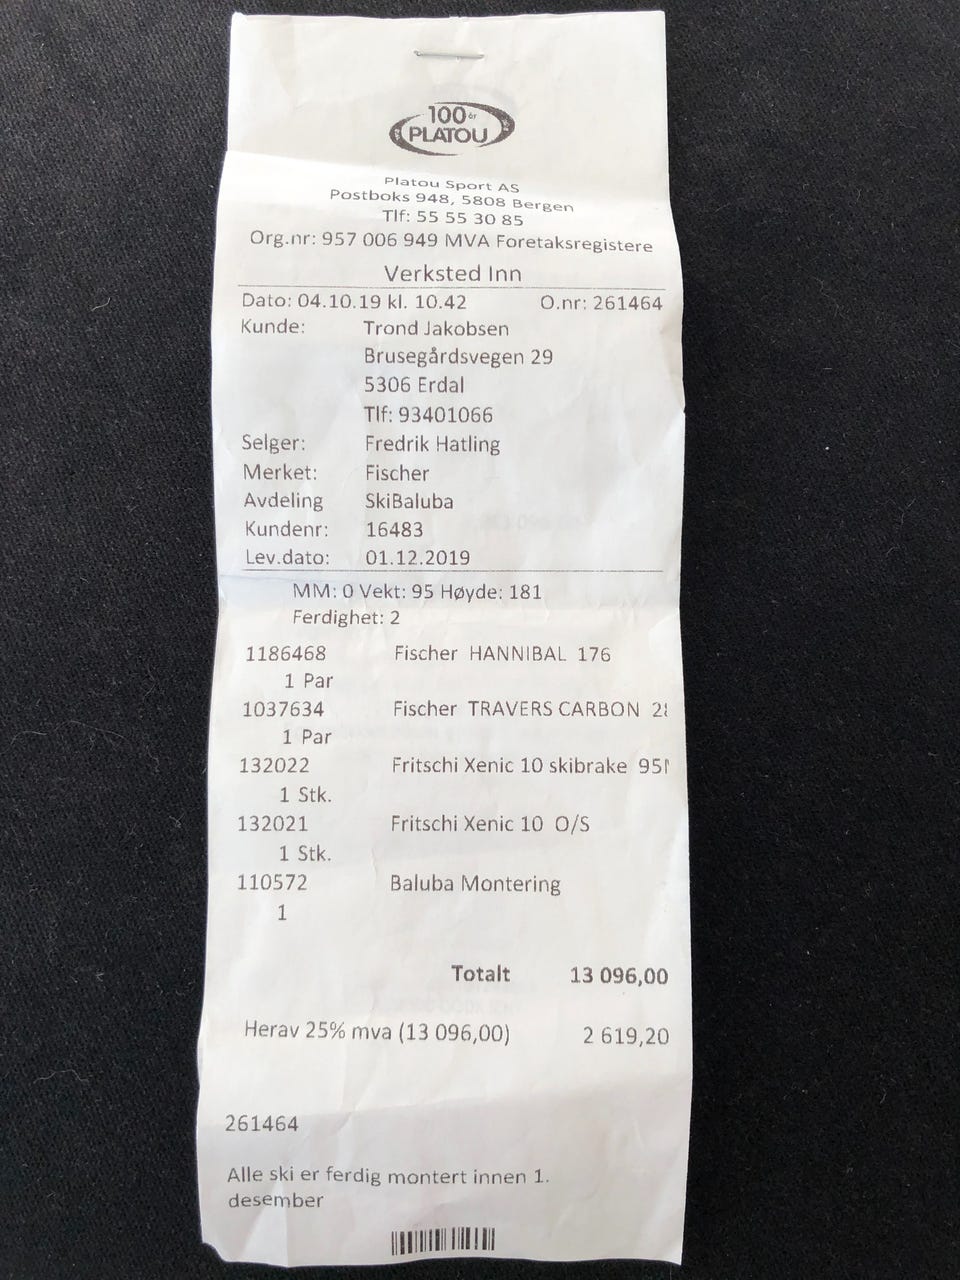 100 år
PLATOU
Platou Sport AS
Postboks 948, 5808 Bergen
Tlf: 55 55 30 85
Org.nr: 957 006 949 MVA Foretaksregistere
Verksted Inn
Dato: 04.10.19 kl. 10.42 O.nr: 261464
Kunde: Trond Jakobsen
Brusegårdsvegen 29
5306 Erdal
Tlf: 93401066
Selger: Fredrik Hatling
Merket: Fischer
Avdeling SkiBaluba
Kundenr: 16483
Lev.dato: 01.12.2019
MM: 0 Vekt: 95 Høyde: 181
Ferdighet: 2
1186468 Fischer HANNIBAL 176
1 Par
1037634 Fischer TRAVERS CARBON
1 Par
132022 Fritschi Xenic 10 skibrake
1 Stk.
132021 Fritschi Xenic 10 O/S
1 Stk.
110572 Baluba Montering
1
Totalt 13 096,00
Herav 25% mva (13 096,00) 2 619,20
261464
Alle ski er ferdig montert innen 1.
desember